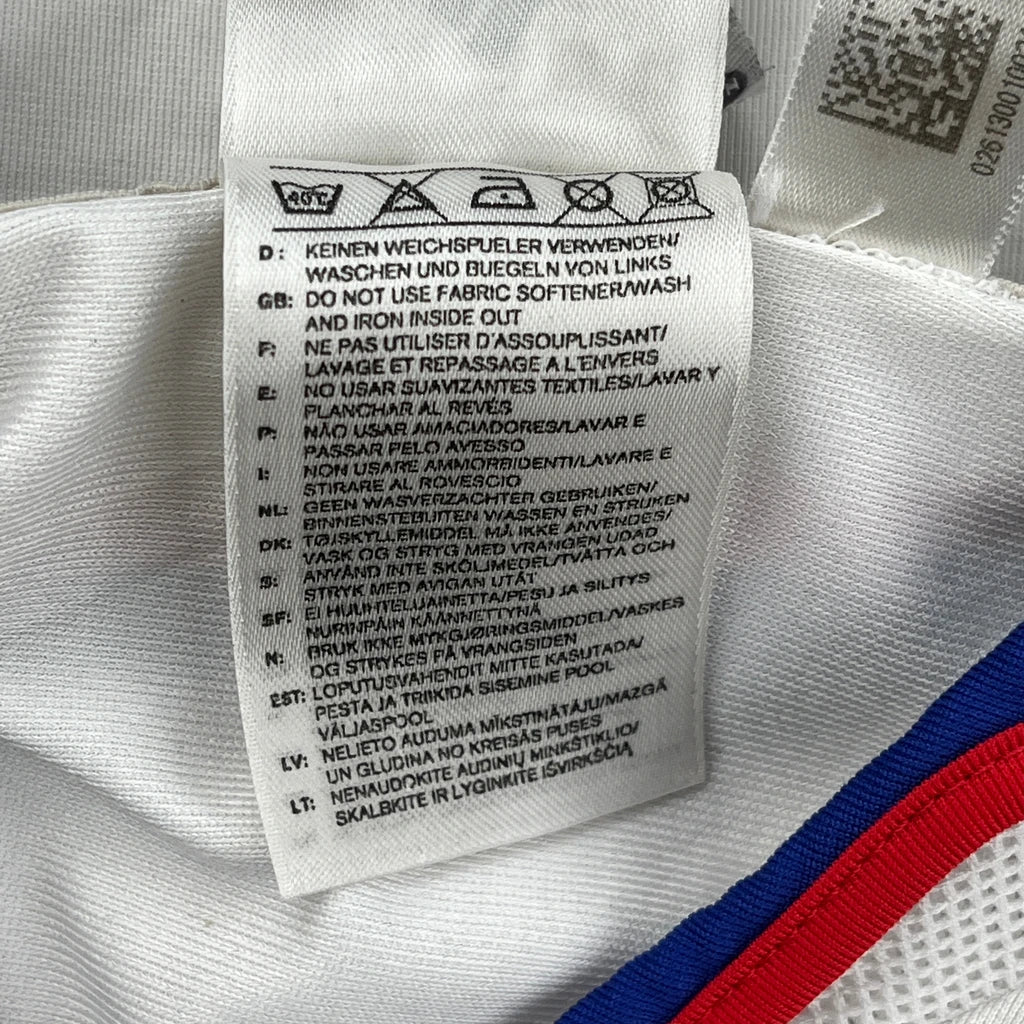 40°C
D: KEINEN WEICHSPUELER VERWENDEN/
WASCHEN UND BUEGELN VON LINKS
GB: DO NOT USE FABRIC SOFTENER/WASH
AND IRON INSIDE OUT
F: NE PAS UTILISER D'ASSOUPLISSANT/
LAVAGE ET REPASSAGE A L'ENVERS
E: NO USAR SUAVIZANTES TEXTILES/LAVAR Y
PLANCHAR AL REVÉS
P: NÃO USAR AMACIADORES/LAVAR E
PASSAR PELO AVESSO
I: NON USARE AMMORBIDENTI/LAVARE E
STIRARE AL ROVESCIO
NL: GEEN WASVERZACHTER GEBRUIKEN/
BINNENSTEBUITEN WASSEN EN STRIJKEN
DK: TØJSKYLLEMIDDEL MÅ IKKE ANVENDES/
VASK OG STRYG MED VRANGEN UDAD
S: ANVÄND INTE SKÖLJMEDEL/TVÄTTA OCH
STRYK MED AVIGAN UTÅT
SF: EI HUUHTELUAINETTA/PESU JA SILITYS
NURINPÄIN KÄÄNNETTYNÄ
N: BRUK IKKE MYKGJØRINGSMIDDEL/VASKES
OG STRYKES PÅ VRANGSIDEN
EST: LOPUTUSVAHENDIT MITTE KASUTADA/
PESTA JA TRIIKIDA SISEMINE POOL
VÄLJASPOOL
LV: NELIETO AUDUMA MĪKSTINĀTĀJU/MAZGĀ
UN GLUDINA NO KREISĀS PUSES
LT: NENAUDOKITE AUDINIŲ MINKŠTIKLIO/
SKALBKITE IR LYGINKITE IŠVIRKŠČIĄ